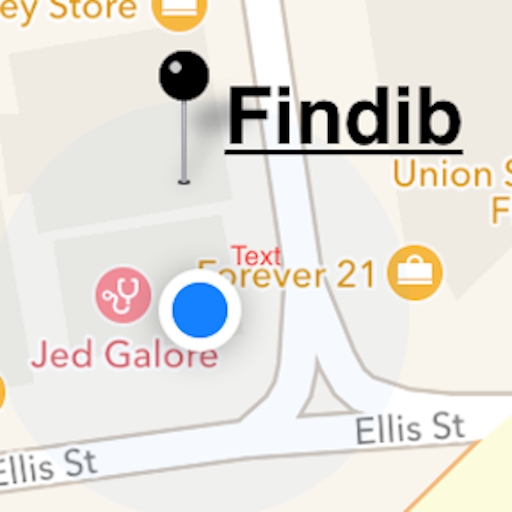 ey Store
Findib
Union S
F
Text
Forever 21
Jed Galore
Ellis St
Ellis St